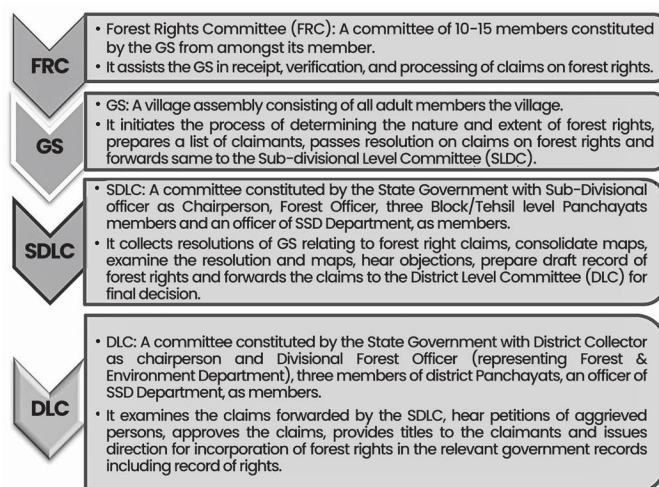 FRC
• Forest Rights Committee (FRC): A committee of 10-15 members constituted
by the GS from amongst its member.
• It assists the GS in receipt, verification, and processing of claims on forest rights.
GS
• GS: A village assembly consisting of all adult members the village.
• It initiates the process of determining the nature and extent of forest rights,
prepares a list of claimants, passes resolution on claims on forest rights and
forwards same to the Sub-divisional Level Committee (SLDC).
SDLC
• SDLC: A committee constituted by the State Government with Sub-Divisional
officer as Chairperson, Forest Officer, three Block/Tehsil level Panchayats
members and an officer of SSD Department, as members.
• It collects resolutions of GS relating to forest right claims, consolidate maps,
examine the resolution and maps, hear objections, prepare draft record of
forest rights and forwards the claims to the District Level Committee (DLC) for
final decision.
DLC
• DLC: A committee constituted by the State Government with District Collector
as chairperson and Divisional Forest Officer (representing Forest &
Environment Department), three members of district Panchayats, an officer of
SSD Department, as members.
• It examines the claims forwarded by the SDLC, hear petitions of aggrieved
persons, approves the claims, provides titles to the claimants and issues
direction for incorporation of forest rights in the relevant government records
including record of rights.